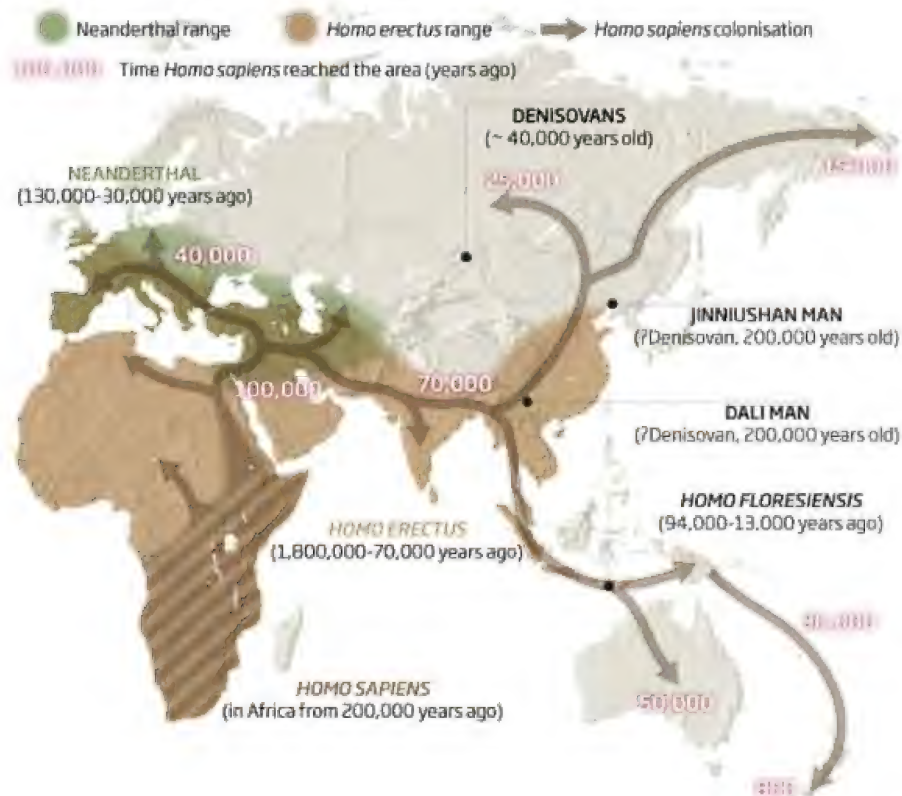 Neanderthal range
Homo erectus range
Homo sapiens colonisation
Time Homo sapiens reached the area (years ago)
DENISOVANS
(~ 40,000 years old)
25,000
15,000
NEANDERTHAL
(130,000-30,000 years ago)
40,000
JINNIUSHAN MAN
(?Denisovan, 200,000 years old)
100,000
70,000
DALI MAN
(?Denisovan, 200,000 years old)
HOMO FLORESIENSIS
(94,000-13,000 years ago)
HOMO ERECTUS
(1,800,000-70,000 years ago)
HOMO SAPIENS
(in Africa from 200,000 years ago)
50,000